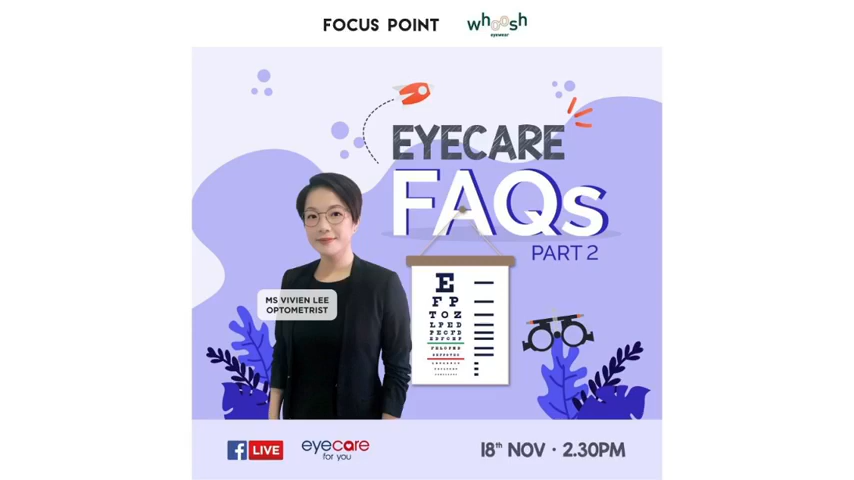 FOCUS POINT
whoosh
eyewear
EYECARE
FAQs
PART 2
MS VIVIEN LEE
OPTOMETRIST
E
F P
T O Z
L P E D
P E C F D
E D F C Z P
f LIVE
eyecare
for you
18th NOV · 2.30PM